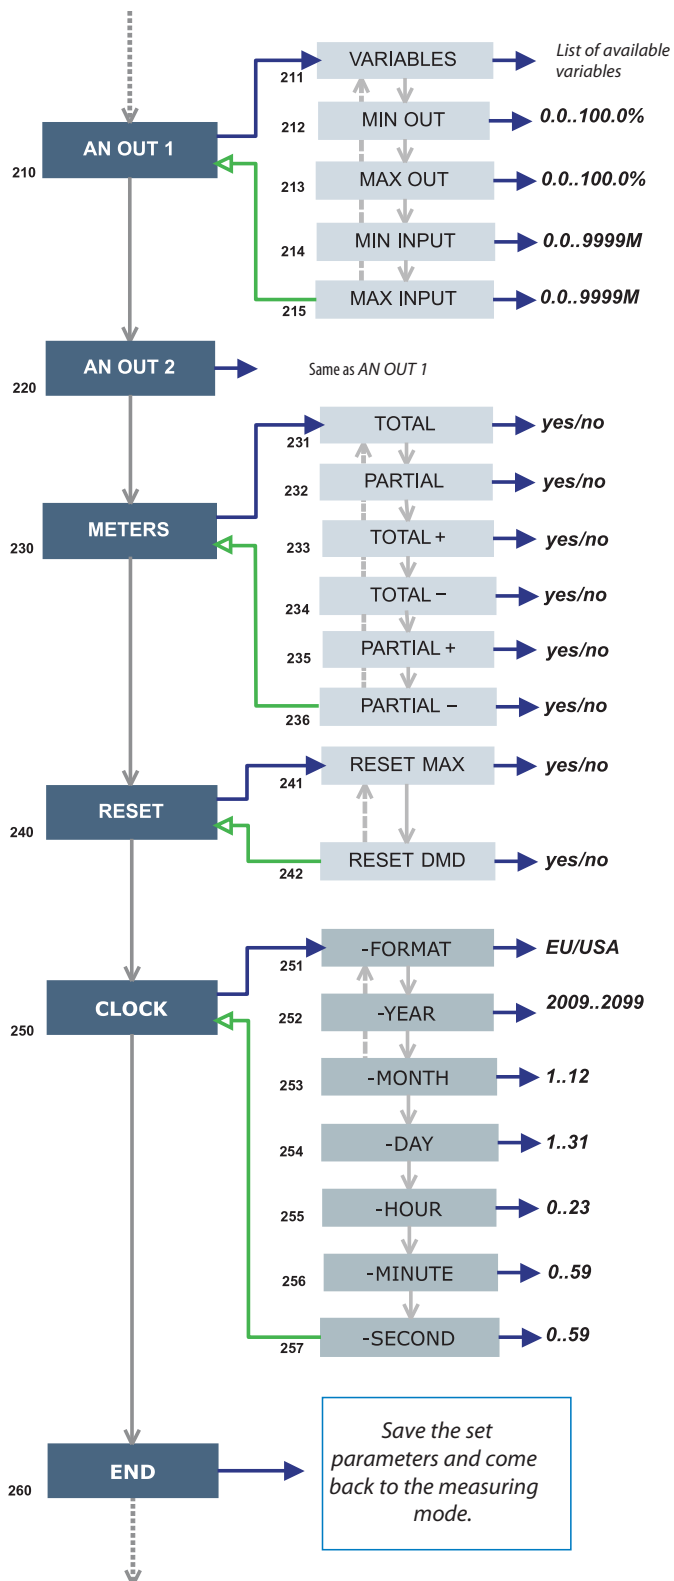 VARIABLES
211
List of available
variables
MIN OUT
212
0.0..100.0%
AN OUT 1
210
MAX OUT
213
0.0..100.0%
MIN INPUT
214
0.0..9999M
MAX INPUT
215
0.0..9999M
AN OUT 2
220
Same as AN OUT 1
TOTAL
231
yes/no
PARTIAL
232
yes/no
METERS
230
TOTAL +
233
yes/no
TOTAL –
234
yes/no
PARTIAL +
235
yes/no
PARTIAL –
236
yes/no
RESET MAX
241
yes/no
RESET
240
RESET DMD
242
yes/no
-FORMAT
251
EU/USA
CLOCK
250
-YEAR
252
2009..2099
-MONTH
253
1..12
-DAY
254
1..31
-HOUR
255
0..23
-MINUTE
256
0..59
-SECOND
257
0..59
END
260
Save the set
parameters and come
back to the measuring
mode.